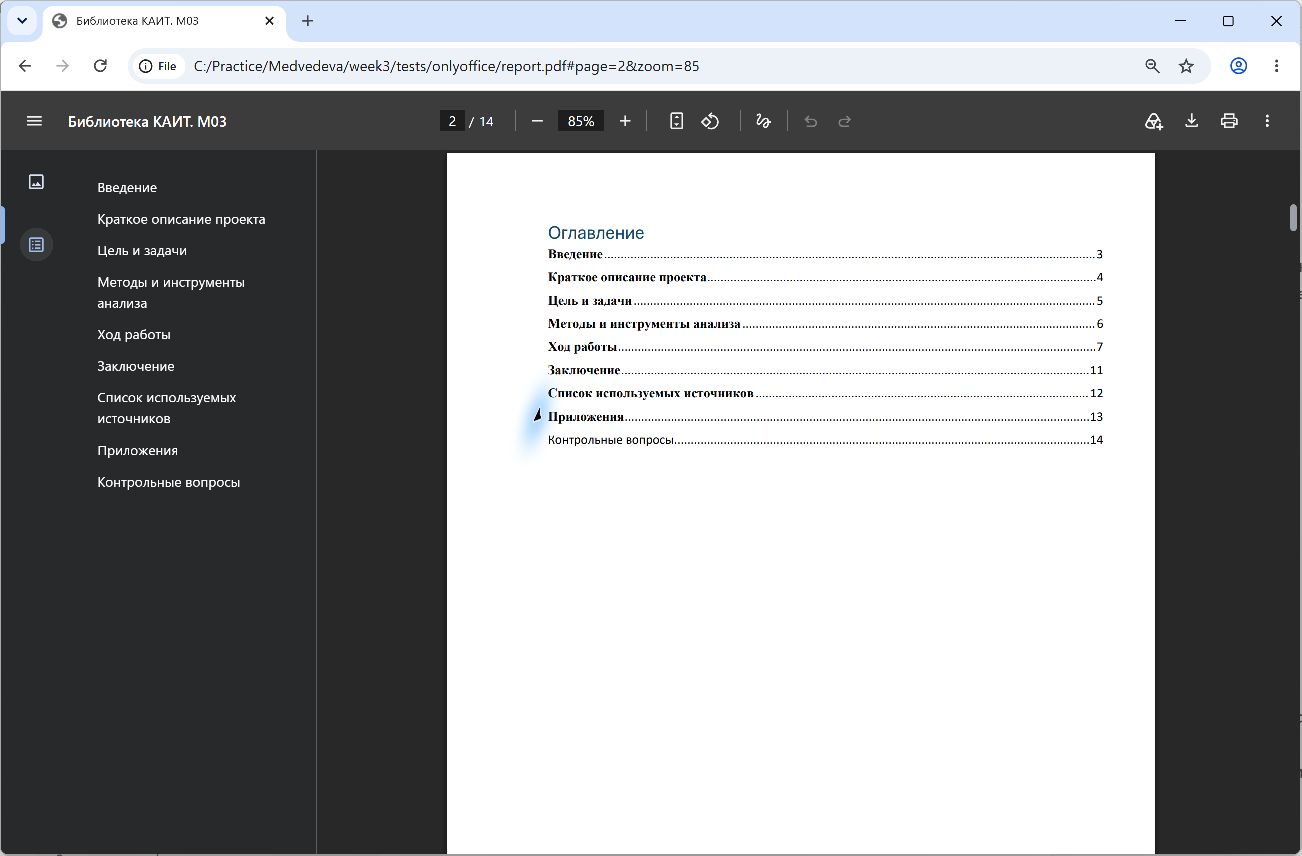 Библиотека КАИТ. М03
File
C:/Practice/Medvedeva/week3/tests/onlyoffice/report.pdf#page=2&zoom=85
Библиотека КАИТ. М03
2 / 14
85%
Введение
Краткое описание проекта
Цель и задачи
Методы и инструменты
анализа
Ход работы
Заключение
Список используемых
источников
Приложения
Контрольные вопросы
Оглавление
Введение 3
Краткое описание проекта 4
Цель и задачи 5
Методы и инструменты анализа 6
Ход работы 7
Заключение 11
Список используемых источников 12
Приложения 13
Контрольные вопросы 14